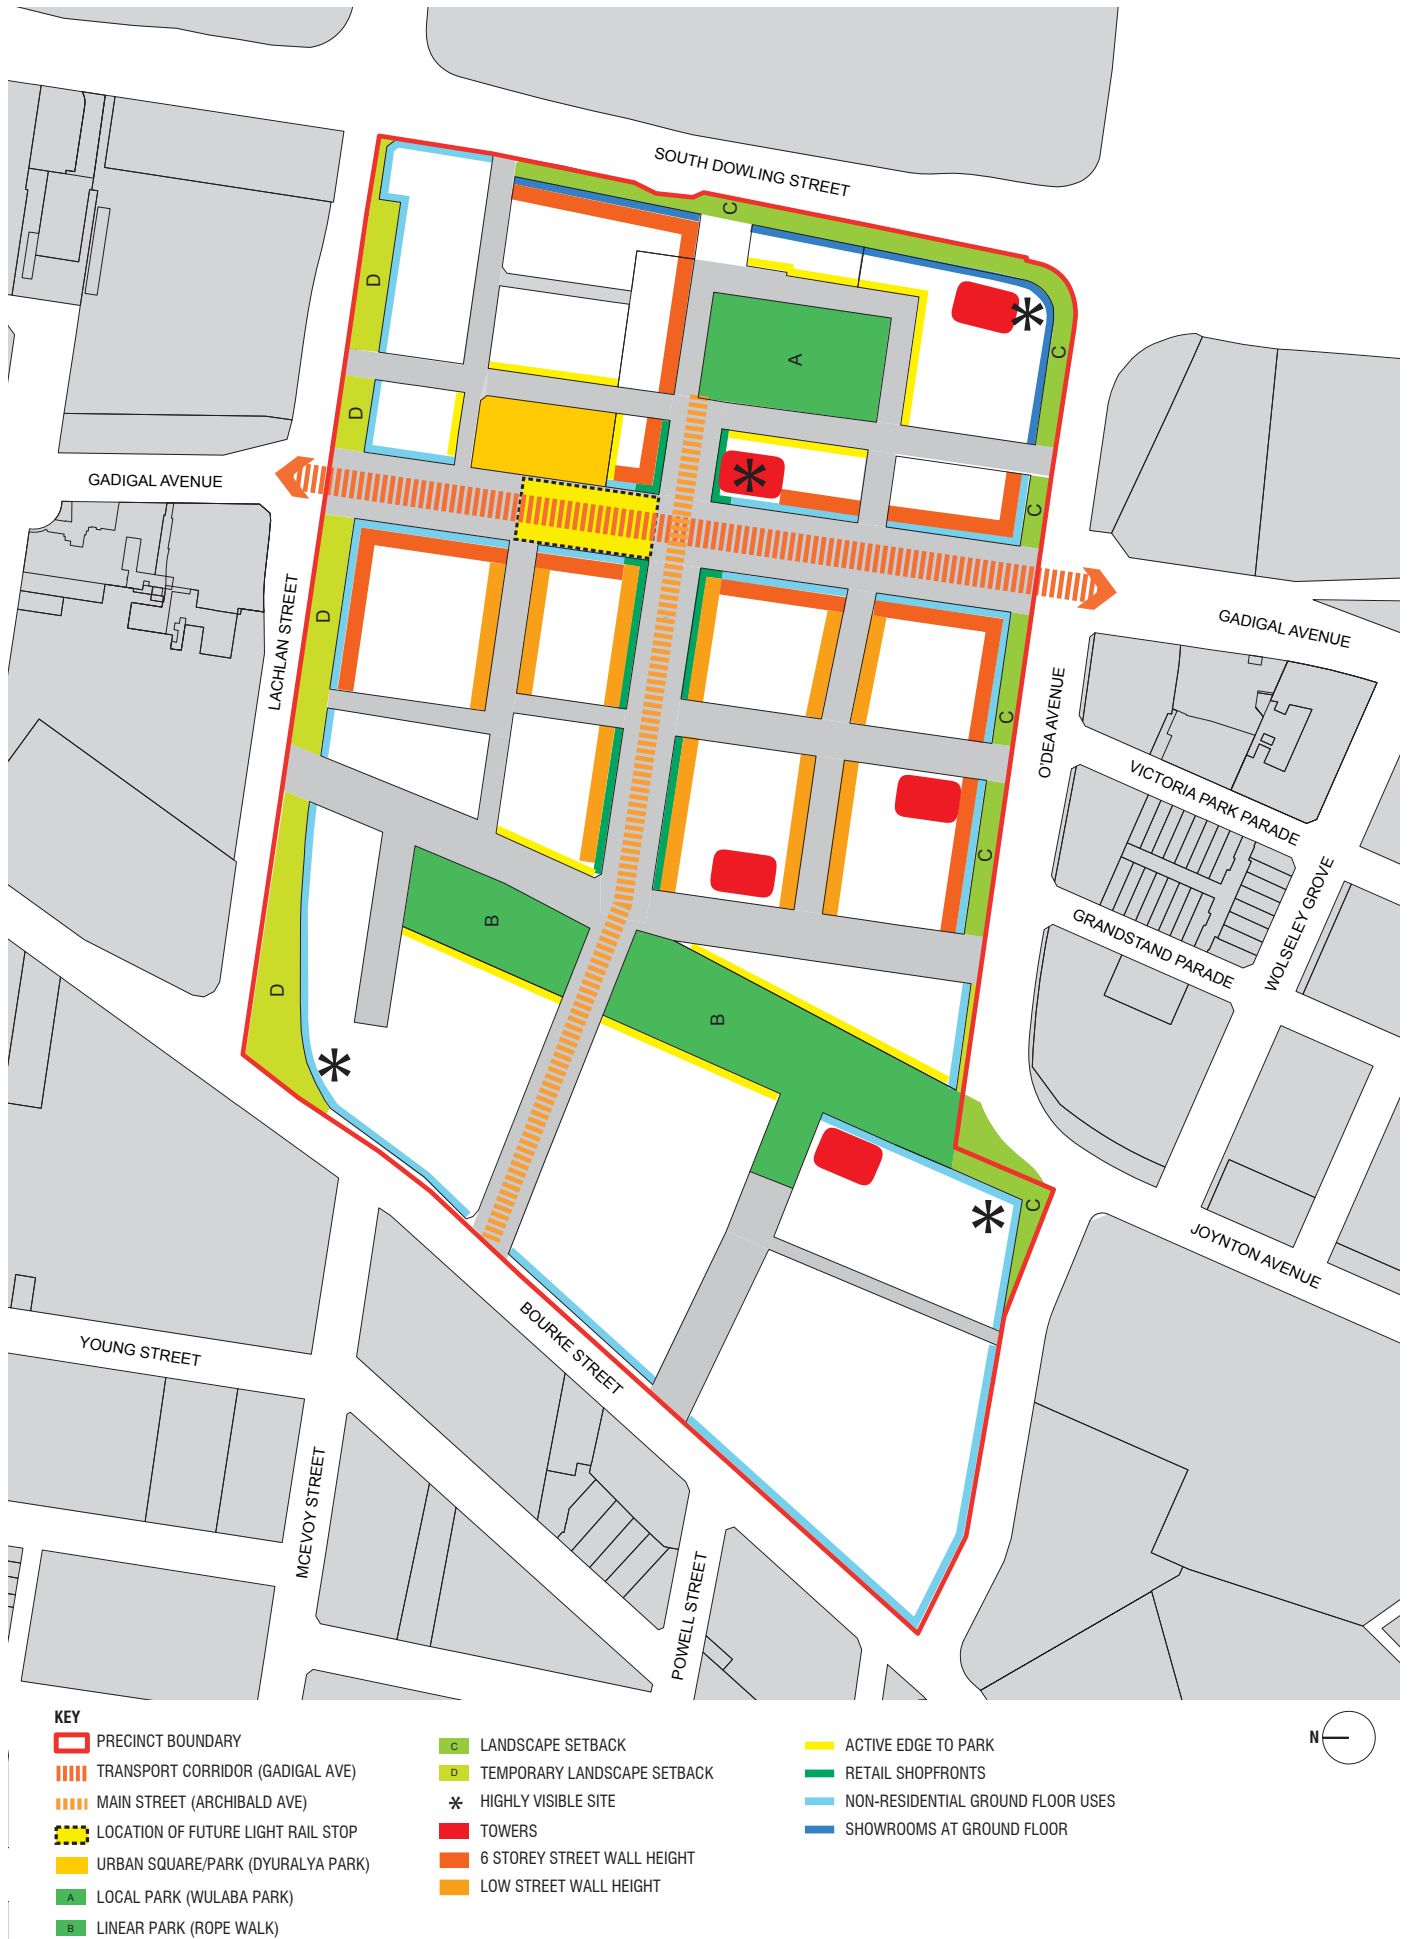 SOUTH DOWLING STREET
C
D
A
C
D
GADIGAL AVENUE
*
*
C
LACHLAN STREET
D
GADIGAL AVENUE
O'DEA AVENUE
C
VICTORIA PARK PARADE
C
WOLSELEY GROVE
B
GRANDSTAND PARADE
D
B
*
C
*
JOYNTON AVENUE
BOURKE STREET
YOUNG STREET
MCEVOY STREET
POWELL STREET
KEY
PRECINCT BOUNDARY
TRANSPORT CORRIDOR (GADIGAL AVE)
MAIN STREET (ARCHIBALD AVE)
LOCATION OF FUTURE LIGHT RAIL STOP
URBAN SQUARE/PARK (DYURALYA PARK)
A LOCAL PARK (WULABA PARK)
B LINEAR PARK (ROPE WALK)
C LANDSCAPE SETBACK
D TEMPORARY LANDSCAPE SETBACK
* HIGHLY VISIBLE SITE
TOWERS
6 STOREY STREET WALL HEIGHT
LOW STREET WALL HEIGHT
ACTIVE EDGE TO PARK
RETAIL SHOPFRONTS
NON-RESIDENTIAL GROUND FLOOR USES
SHOWROOMS AT GROUND FLOOR
N